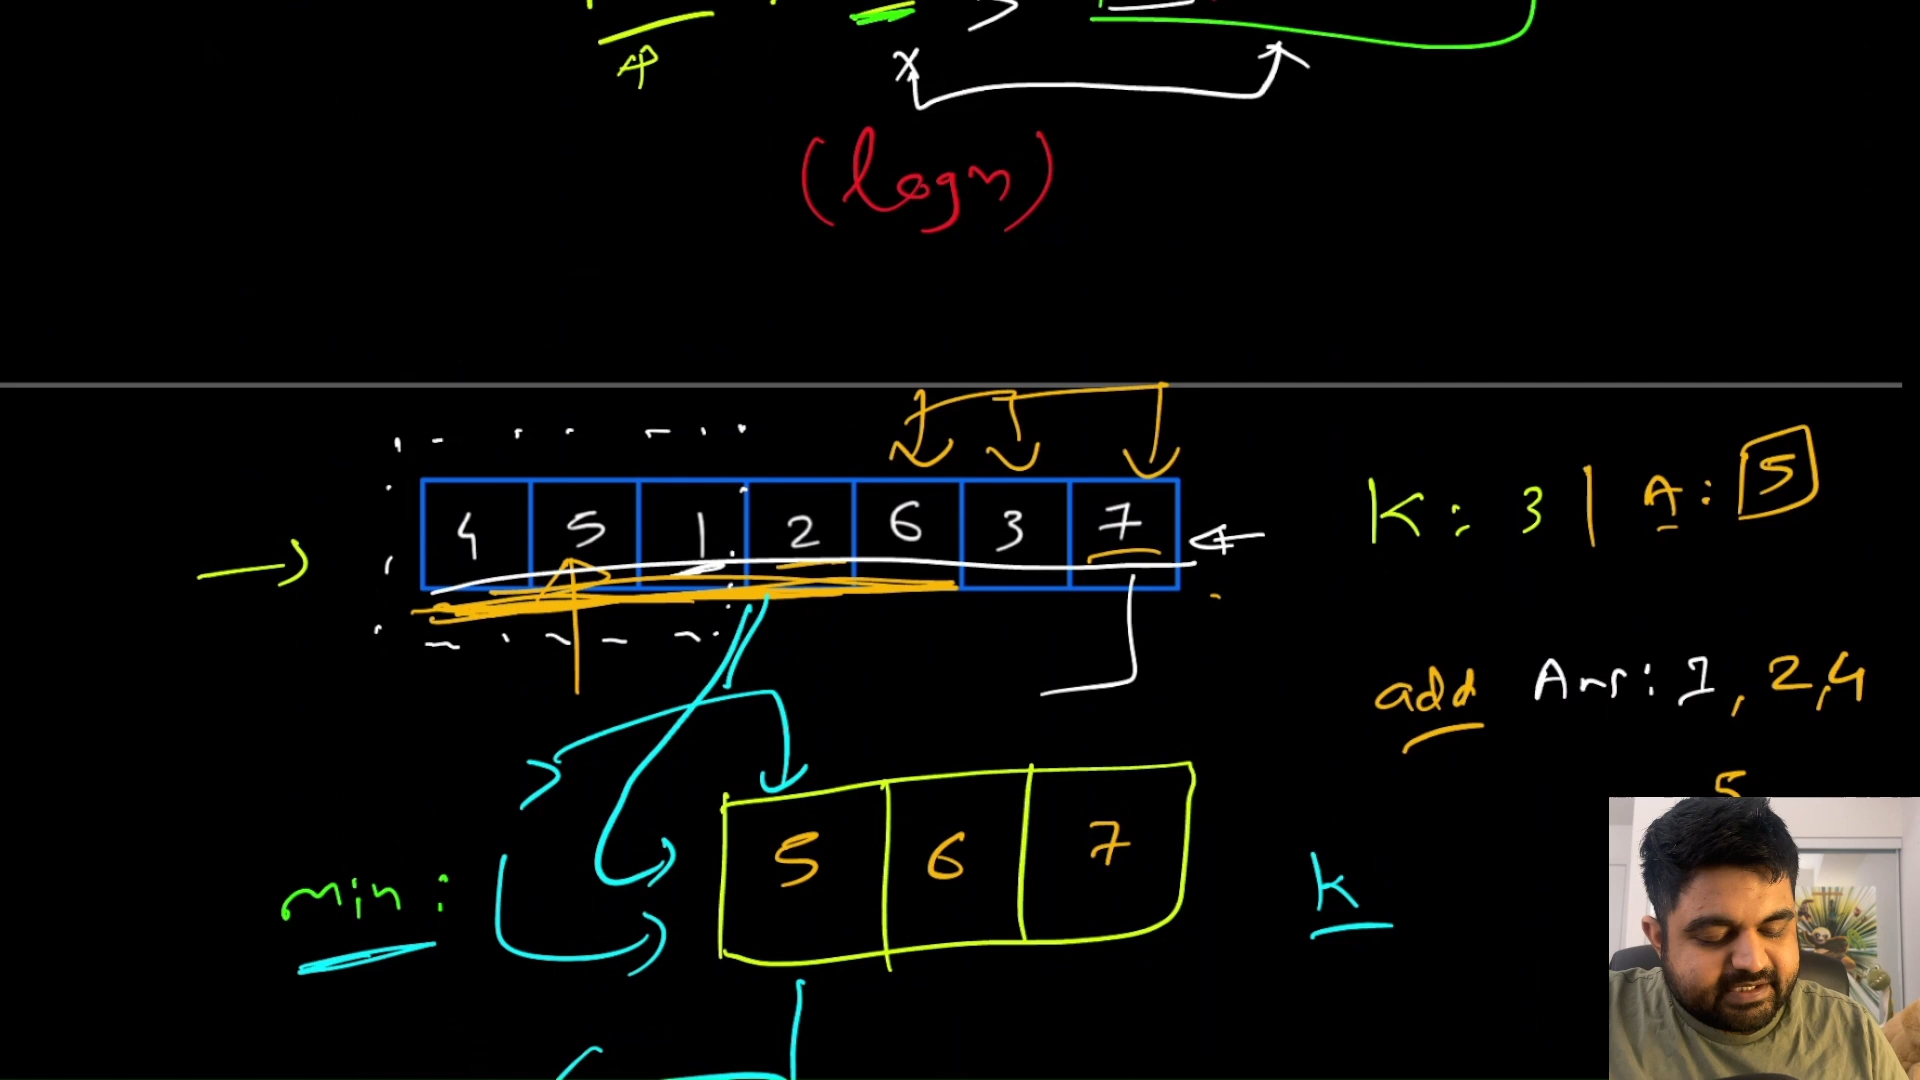 x
(logn)
4 5 1 2 6 3 7
K: 3 | A: 5
add Ans: 1, 2, 4
5
min: 5 6 7
k